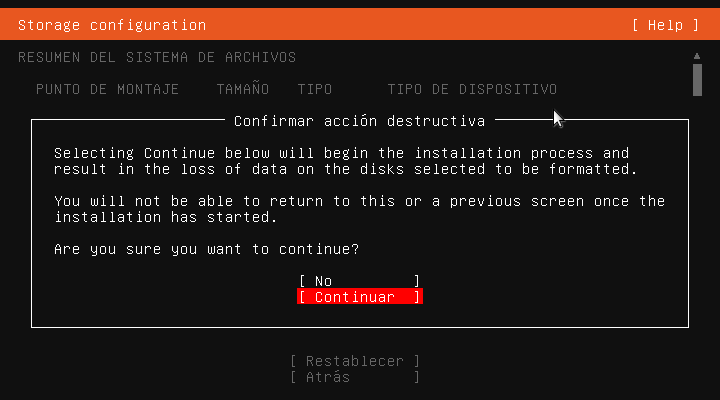 Storage configuration [ Help ]
RESUMEN DEL SISTEMA DE ARCHIVOS
PUNTO DE MONTAJE TAMAÑO TIPO TIPO DE DISPOSITIVO
Confirmar acción destructiva
Selecting Continue below will begin the installation process and
result in the loss of data on the disks selected to be formatted.
You will not be able to return to this or a previous screen once the
installation has started.
Are you sure you want to continue?
[ No ]
[ Continuar ]
[ Restablecer ]
[ Atrás ]